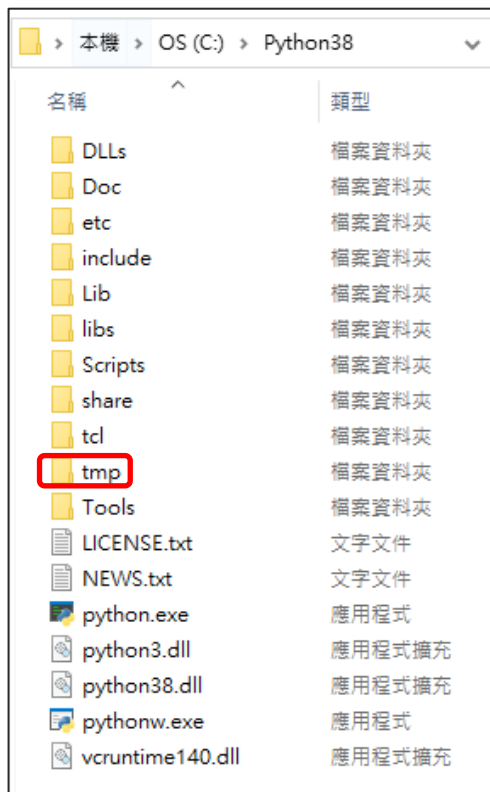 本機 > OS (C:) > Python38
名稱 類型
DLLs 檔案資料夾
Doc 檔案資料夾
etc 檔案資料夾
include 檔案資料夾
Lib 檔案資料夾
libs 檔案資料夾
Scripts 檔案資料夾
share 檔案資料夾
tcl 檔案資料夾
tmp 檔案資料夾
Tools 檔案資料夾
LICENSE.txt 文字文件
NEWS.txt 文字文件
python.exe 應用程式
python3.dll 應用程式擴充
python38.dll 應用程式擴充
pythonw.exe 應用程式
vcruntime140.dll 應用程式擴充